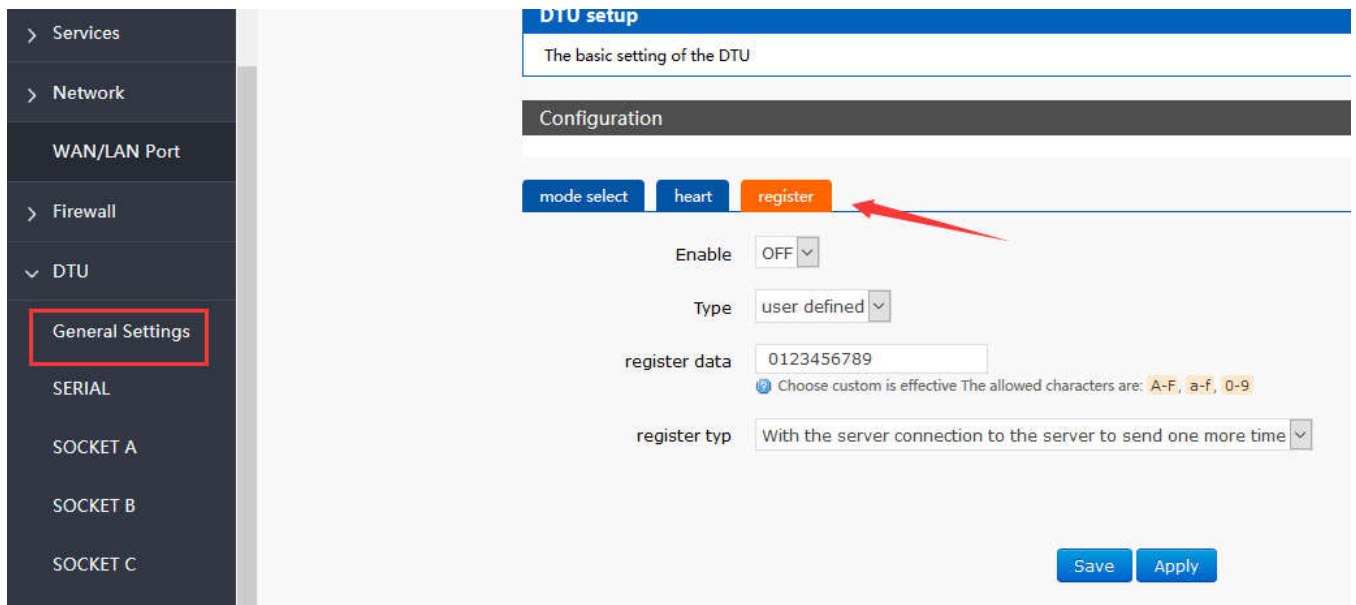 Services
Network
WAN/LAN Port
Firewall
DTU
General Settings
SERIAL
SOCKET A
SOCKET B
SOCKET C
DTU setup
The basic setting of the DTU
Configuration
mode select heart register
Enable OFF
Type user defined
register data 0123456789
Choose custom is effective The allowed characters are: A-F, a-f, 0-9
register typ With the server connection to the server to send one more time
Save Apply